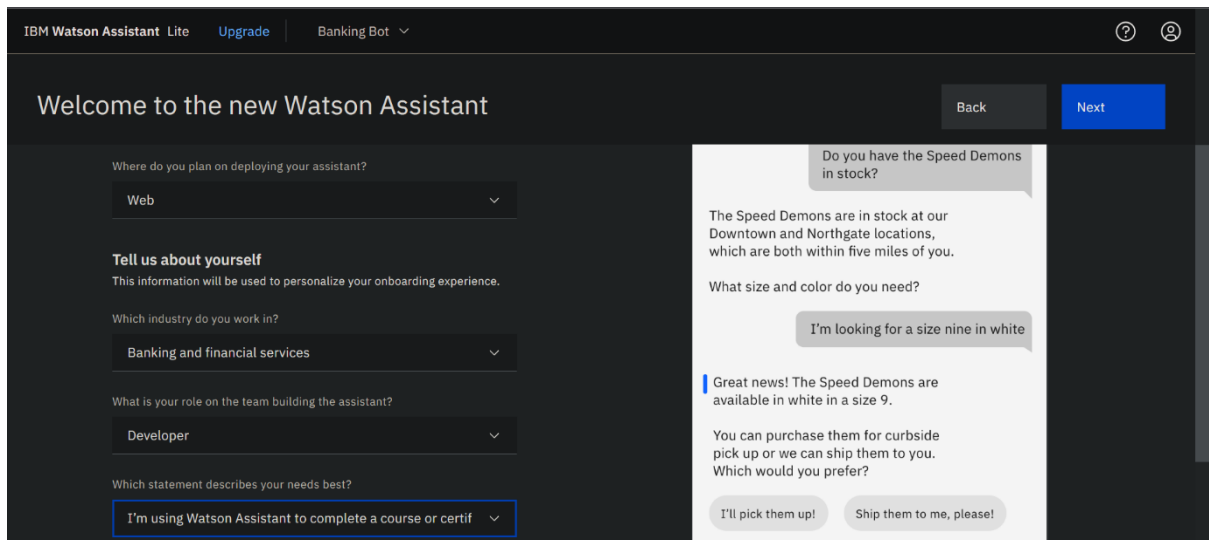 IBM Watson Assistant Lite Upgrade Banking Bot
Welcome to the new Watson Assistant
Back
Next
Where do you plan on deploying your assistant?
Web
Tell us about yourself
This information will be used to personalize your onboarding experience.
Which industry do you work in?
Banking and financial services
What is your role on the team building the assistant?
Developer
Which statement describes your needs best?
I'm using Watson Assistant to complete a course or certif
Do you have the Speed Demons
in stock?
The Speed Demons are in stock at our
Downtown and Northgate locations,
which are both within five miles of you.
What size and color do you need?
I'm looking for a size nine in white
Great news! The Speed Demons are
available in white in a size 9.
You can purchase them for curbside
pick up or we can ship them to you.
Which would you prefer?
I'll pick them up!
Ship them to me, please!